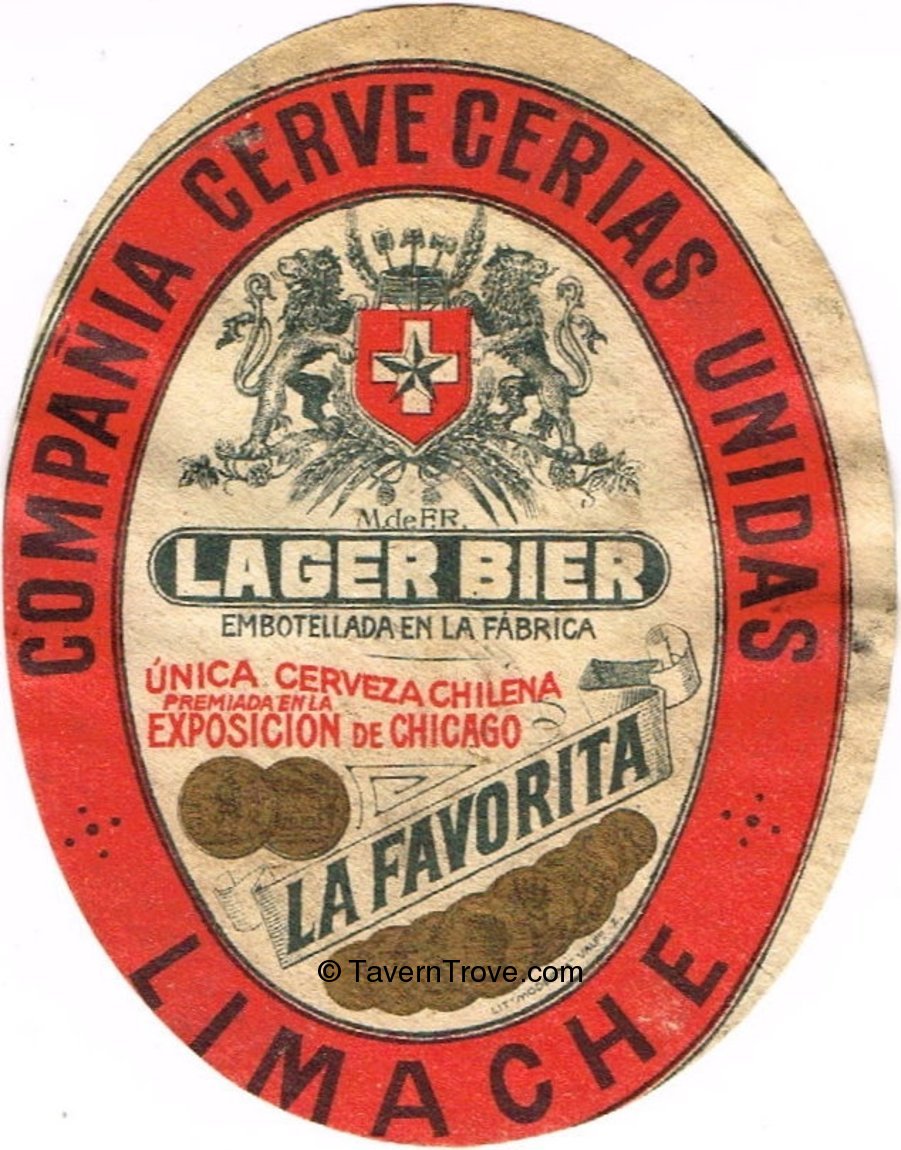 COMPAÑIA CERVECERIAS UNIDAS
M. de F.R.
LAGER BIER
EMBOTELLADA EN LA FÁBRICA
ÚNICA CERVEZA CHILENA
PREMIADA EN LA
EXPOSICION DE CHICAGO
LA FAVORITA
© TavernTrove.com
LIMACHE